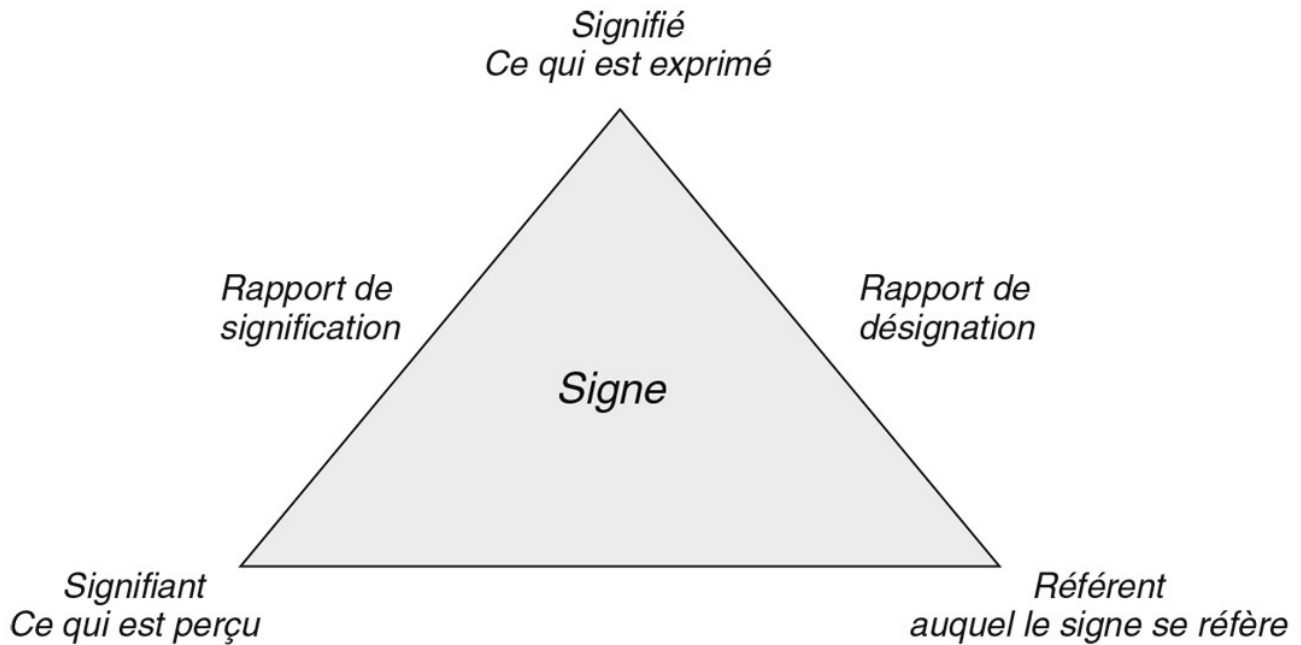 Signifié
Ce qui est exprimé
Rapport de
signification
Rapport de
désignation
Signe
Signifiant
Ce qui est perçu
Référent
auquel le signe se réfère